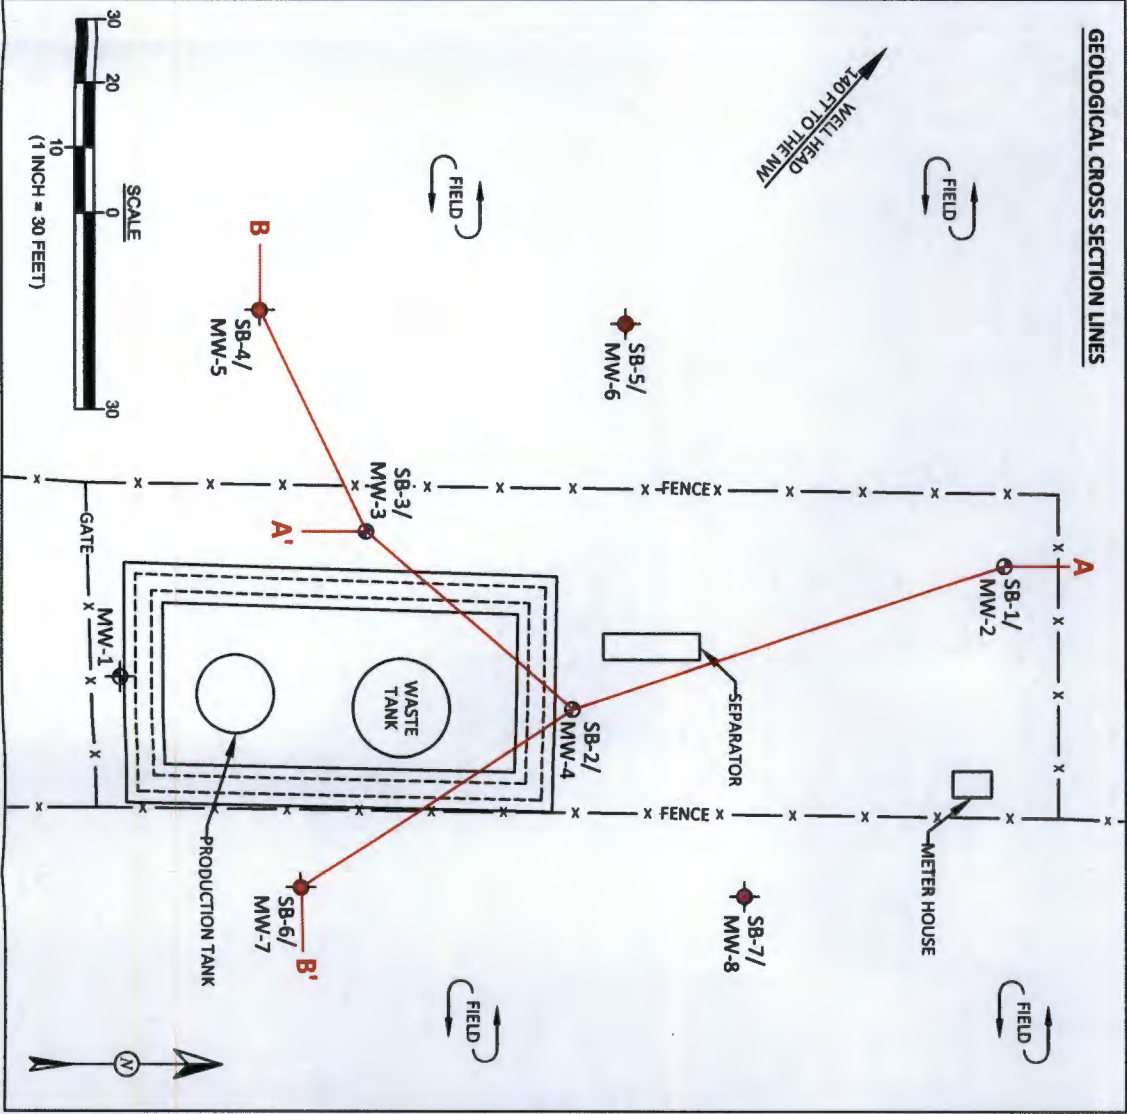 GEOLOGICAL CROSS SECTION LINES
WELL HEAD
140 FT TO THE NW
FIELD
FIELD
A
SB-1/
MW-2
SB-5/
MW-6
FENCE
SEPARATOR
METER HOUSE
SB-2/
MW-4
FENCE
SB-7/
MW-8
SB-3/
MW-3
A'
B
SB-4/
MW-5
WASTE
TANK
PRODUCTION TANK
MW-1
GATE
SB-6/
MW-7
B'
FIELD
FIELD
SCALE
30
20
10
0
30
(1 INCH = 30 FEET)
N